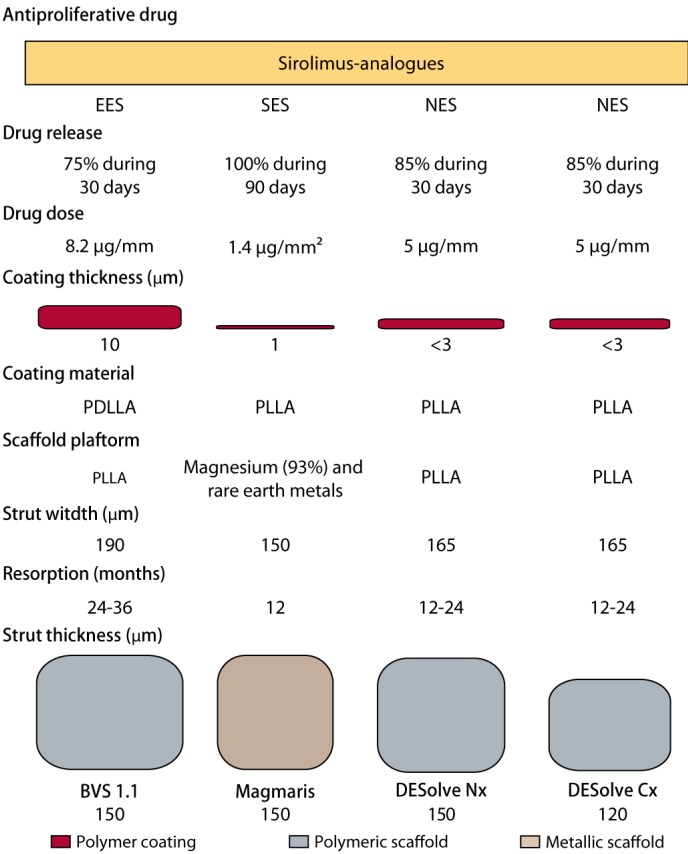 Antiproliferative drug
Sirolimus-analogues
EES SES NES NES
Drug release
75% during 100% during 85% during 85% during
30 days 90 days 30 days 30 days
Drug dose
8.2 µg/mm 1.4 µg/mm² 5 µg/mm 5 µg/mm
Coating thickness (µm)
10 1 <3 <3
Coating material
PDLLA PLLA PLLA PLLA
Scaffold plaftorm
PLLA Magnesium (93%) and PLLA PLLA
rare earth metals
Strut witdth (µm)
190 150 165 165
Resorption (months)
24-36 12 12-24 12-24
Strut thickness (µm)
BVS 1.1 Magmaris DESolve Nx DESolve Cx
150 150 150 120
Polymer coating Polymeric scaffold Metallic scaffold